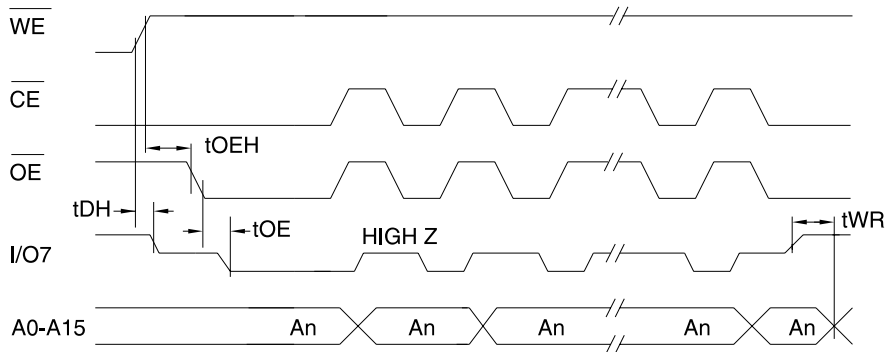 WE
CE
tOEH
OE
tDH
tOE
HIGH Z
tWR
I/O7
A0-A15 An An An An An